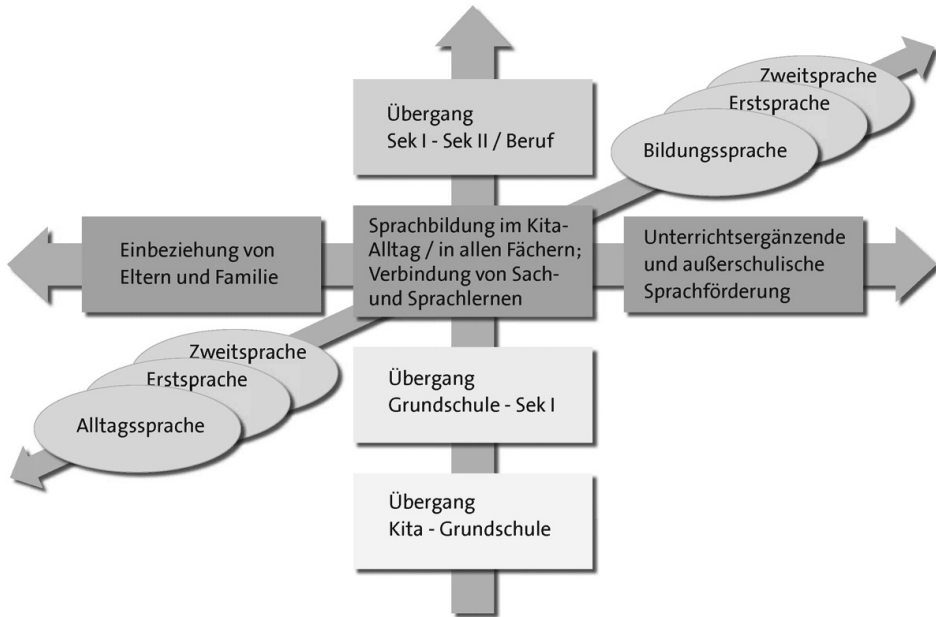 Übergang
Sek I - Sek II / Beruf
Zweitsprache
Erstsprache
Bildungssprache
Einbeziehung von
Eltern und Familie
Sprachbildung im Kita-
Alltag / in allen Fächern;
Verbindung von Sach-
und Sprachlernen
Unterrichtsergänzende
und außerschulische
Sprachförderung
Zweitsprache
Erstsprache
Alltagssprache
Übergang
Grundschule - Sek I
Übergang
Kita - Grundschule